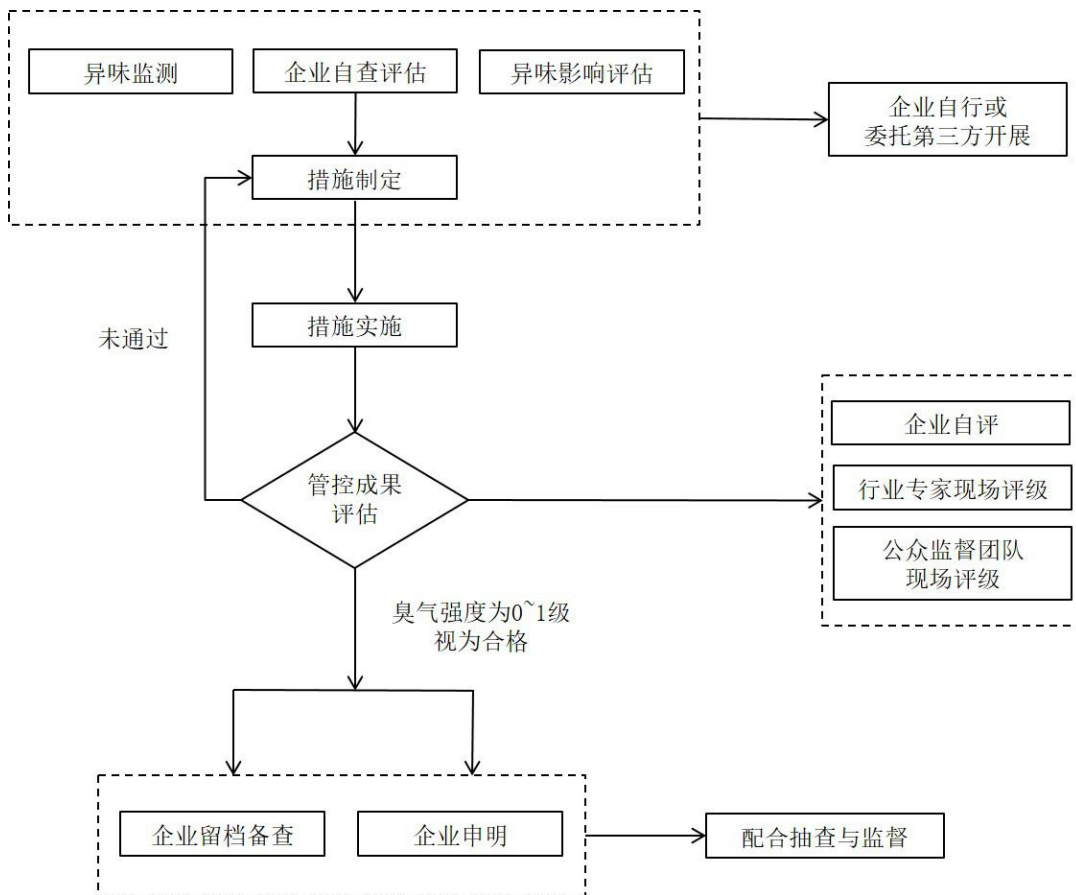 异味监测
企业自查评估
异味影响评估
企业自行或
委托第三方开展
措施制定
措施实施
未通过
企业自评
管控成果
评估
行业专家现场评级
公众监督团队
现场评级
臭气强度为0~1级
视为合格
企业留档备查
企业申明
配合抽查与监督